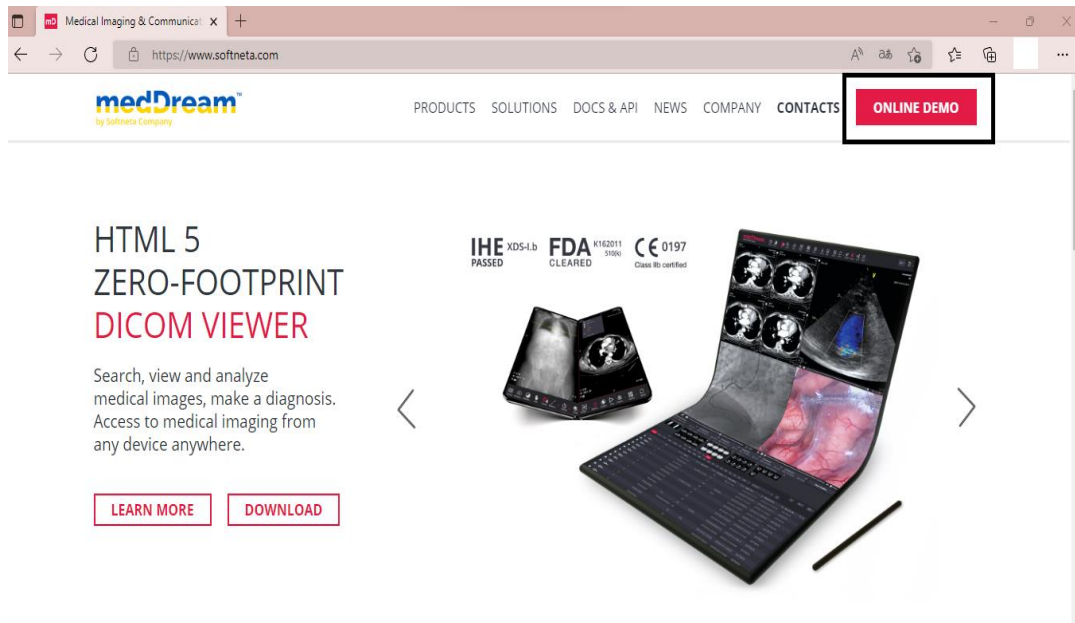 mD Medical Imaging & Communicat
https://www.softneta.com
medDream™
by Softneta Company
PRODUCTS SOLUTIONS DOCS & API NEWS COMPANY CONTACTS ONLINE DEMO
HTML 5
ZERO-FOOTPRINT
DICOM VIEWER
IHE XDS-I.b
PASSED
FDA K162011
510(k)
CLEARED
CE 0197
Class IIb certified
Search, view and analyze
medical images, make a diagnosis.
Access to medical imaging from
any device anywhere.
LEARN MORE DOWNLOAD